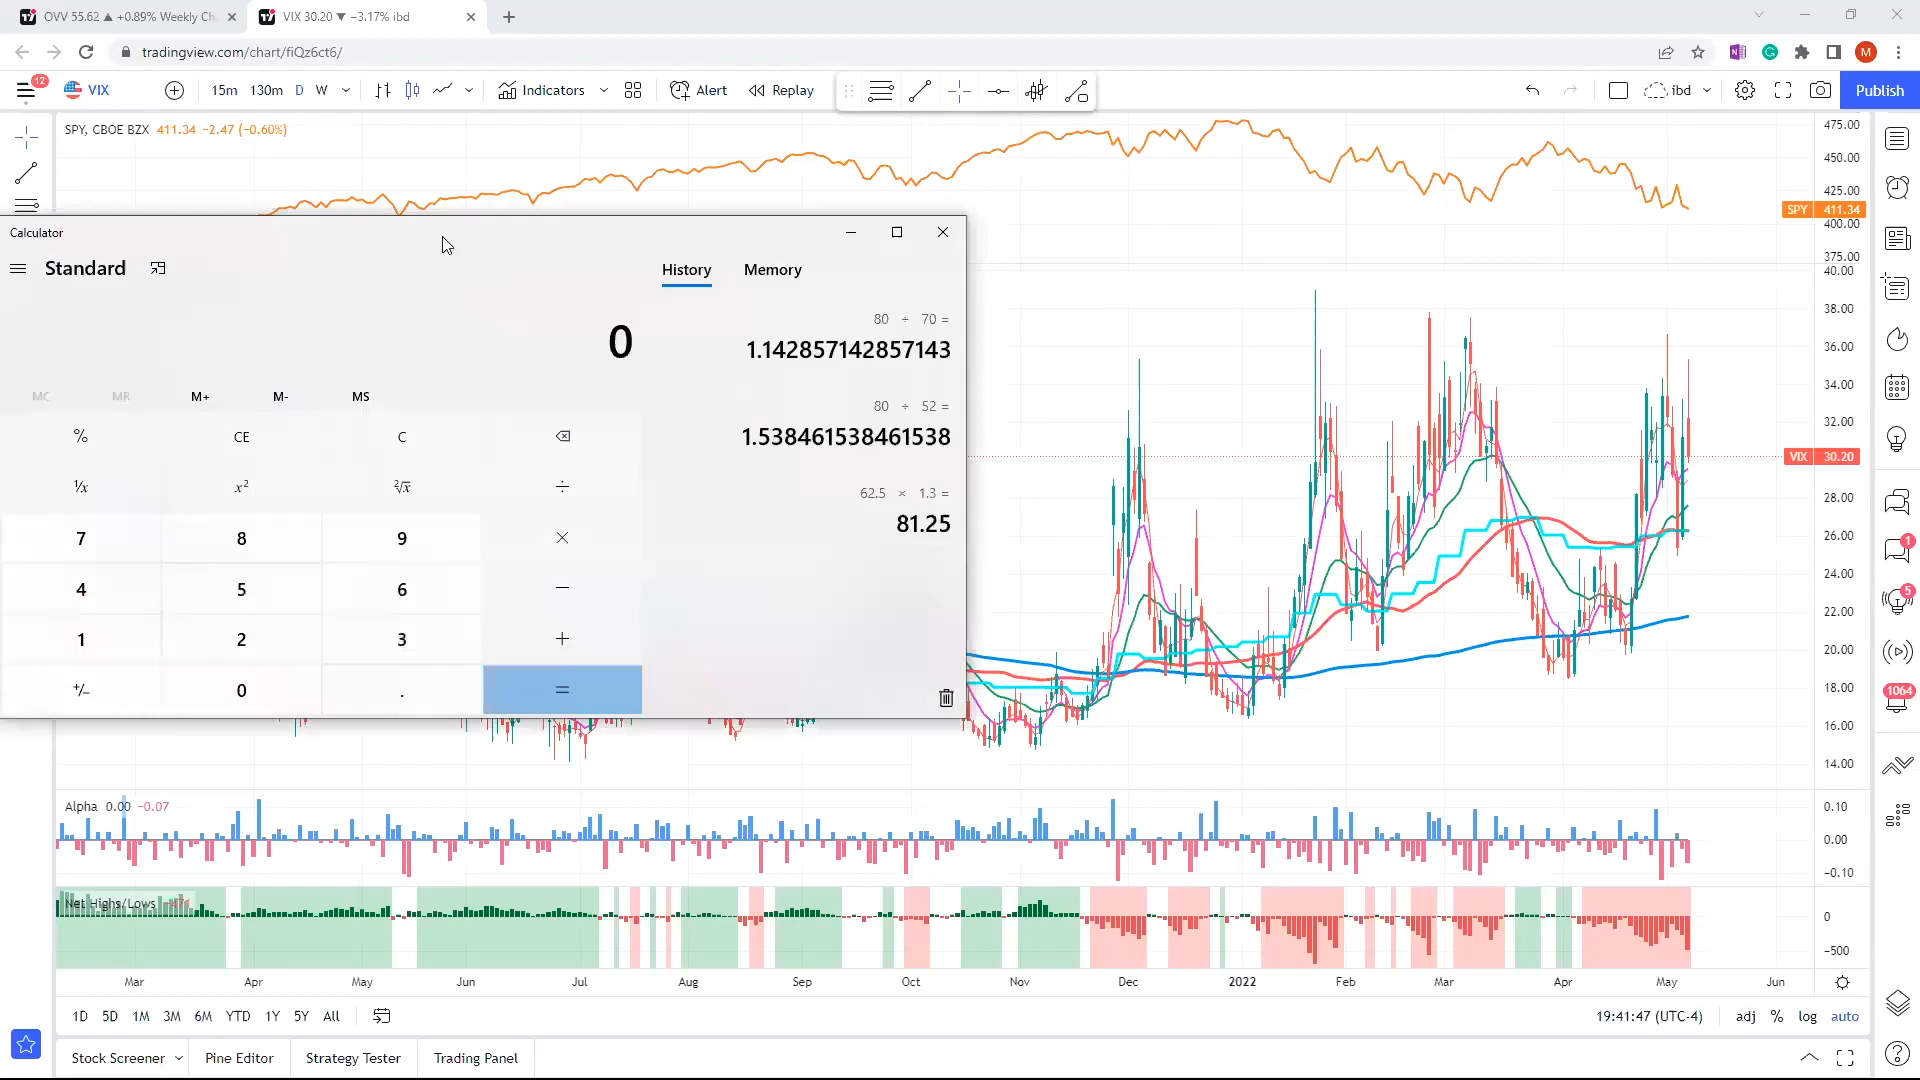 OVV 55.62 ▲ +0.89% Weekly Ch
VIX 30.20 ▼ −3.17% ibd
tradingview.com/chart/fiQz6ct6/
M
12
VIX
15m 130m D W
Indicators
Alert
Replay
ibd
Publish
SPY, CBOE BZX 411.34 −2.47 (−0.60%)
475.00
450.00
425.00
SPY 411.34
400.00
375.00
Calculator
Standard
History
Memory
0
80 ÷ 70 =
1.142857142857143
80 ÷ 52 =
1.538461538461538
62.5 × 1.3 =
81.25
MC MR M+ M- MS
% CE C
¹/x x² ²√x ÷
7 8 9 ×
4 5 6 −
1 2 3 +
+/− 0 . =
40.00
38.00
36.00
34.00
32.00
VIX 30.20
28.00
26.00
24.00
22.00
20.00
18.00
16.00
14.00
1
5
1064
Alpha 0.00 −0.07
0.10
0.00
−0.10
Net Highs/Lows
0
−500
Mar Apr May Jun Jul Aug Sep Oct Nov Dec 2022 Feb Mar Apr May Jun
1D 5D 1M 3M 6M YTD 1Y 5Y All
19:41:47 (UTC-4)
adj % log auto
Stock Screener
Pine Editor
Strategy Tester
Trading Panel